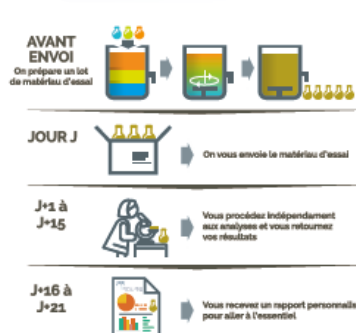 AVANT
ENVOI
On prépare un lot
de matériau d'essai
JOUR J
On vous envoie le matériau d'essai
J+1 à
J+15
Vous procédez indépendamment
aux analyses et vous retournez
vos résultats
J+16 à
J+21
Vous recevez un rapport personnalis
pour aller à l'essentiel